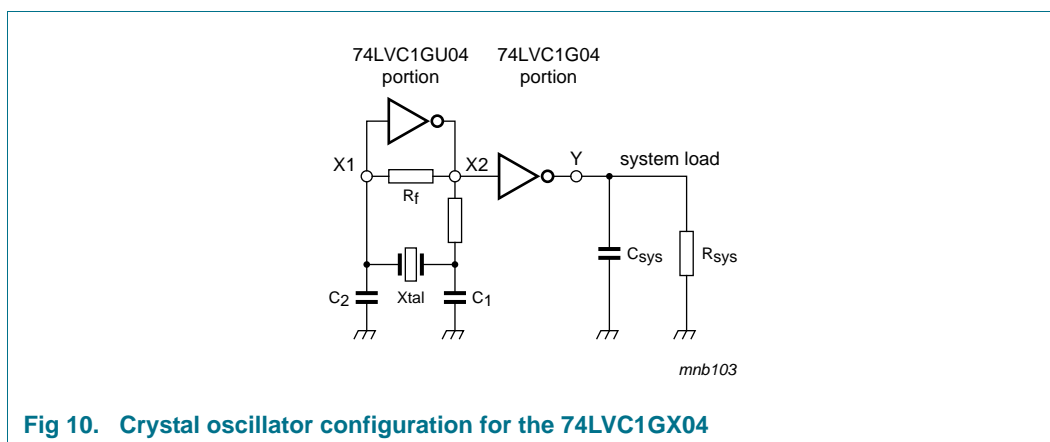 74LVC1GU04 portion
74LVC1G04 portion
X1
X2
Y
system load
Rf
Csys
Rsys
C2
Xtal
C1
mnb103
Fig 10. Crystal oscillator configuration for the 74LVC1GX04